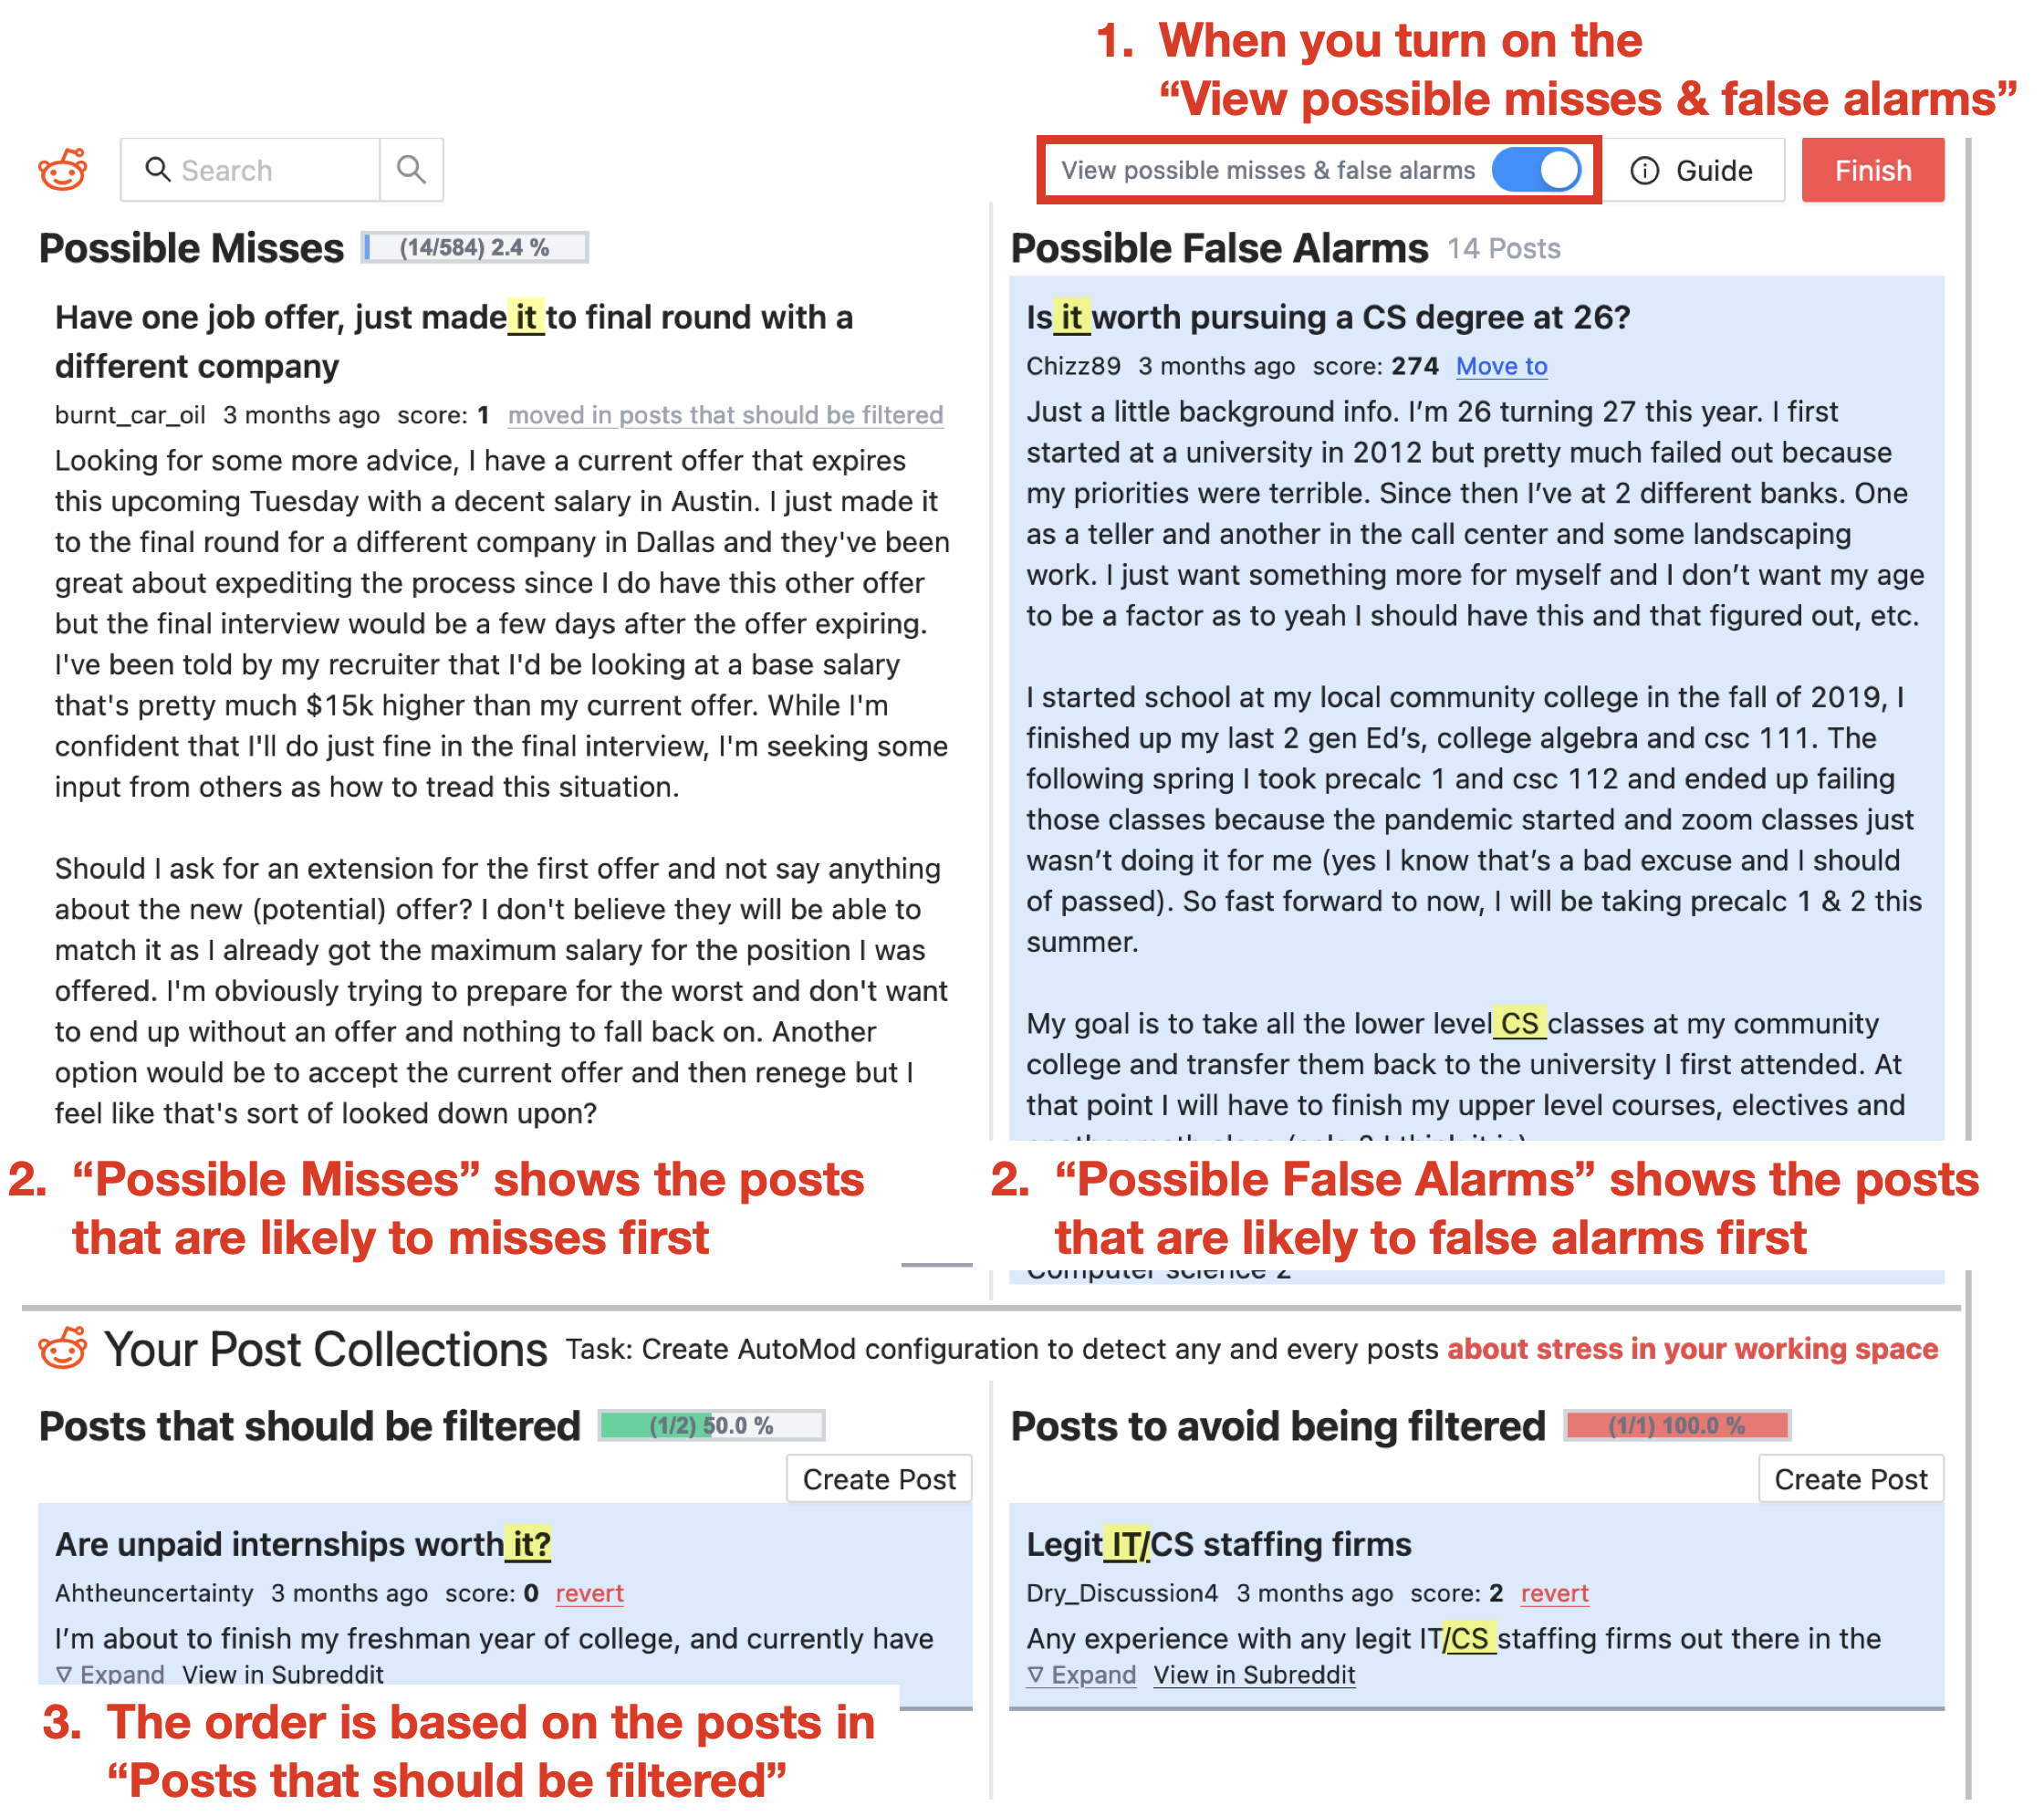 1. When you turn on the
“View possible misses & false alarms”
Search
View possible misses & false alarms
Guide
Finish
Possible Misses (14/584) 2.4 %
Have one job offer, just made it to final round with a
different company
burnt_car_oil 3 months ago score: 1 moved in posts that should be filtered
Looking for some more advice, I have a current offer that expires
this upcoming Tuesday with a decent salary in Austin. I just made it
to the final round for a different company in Dallas and they've been
great about expediting the process since I do have this other offer
but the final interview would be a few days after the offer expiring.
I've been told by my recruiter that I'd be looking at a base salary
that's pretty much $15k higher than my current offer. While I'm
confident that I'll do just fine in the final interview, I'm seeking some
input from others as how to tread this situation.
Should I ask for an extension for the first offer and not say anything
about the new (potential) offer? I don't believe they will be able to
match it as I already got the maximum salary for the position I was
offered. I'm obviously trying to prepare for the worst and don't want
to end up without an offer and nothing to fall back on. Another
option would be to accept the current offer and then renege but I
feel like that's sort of looked down upon?
2. “Possible Misses” shows the posts
that are likely to misses first
Possible False Alarms 14 Posts
Is it worth pursuing a CS degree at 26?
Chizz89 3 months ago score: 274 Move to
Just a little background info. I’m 26 turning 27 this year. I first
started at a university in 2012 but pretty much failed out because
my priorities were terrible. Since then I’ve at 2 different banks. One
as a teller and another in the call center and some landscaping
work. I just want something more for myself and I don’t want my age
to be a factor as to yeah I should have this and that figured out, etc.
I started school at my local community college in the fall of 2019, I
finished up my last 2 gen Ed’s, college algebra and csc 111. The
following spring I took precalc 1 and csc 112 and ended up failing
those classes because the pandemic started and zoom classes just
wasn’t doing it for me (yes I know that’s a bad excuse and I should
of passed). So fast forward to now, I will be taking precalc 1 & 2 this
summer.
My goal is to take all the lower level CS classes at my community
college and transfer them back to the university I first attended. At
that point I will have to finish my upper level courses, electives and
2. “Possible False Alarms” shows the posts
that are likely to false alarms first
Computer science 2
Your Post Collections Task: Create AutoMod configuration to detect any and every posts about stress in your working space
Posts that should be filtered (1/2) 50.0 %
Create Post
Are unpaid internships worth it?
Ahtheuncertainty 3 months ago score: 0 revert
I’m about to finish my freshman year of college, and currently have
Expand View in Subreddit
3. The order is based on the posts in
“Posts that should be filtered”
Posts to avoid being filtered (1/1) 100.0 %
Create Post
Legit IT/CS staffing firms
Dry_Discussion4 3 months ago score: 2 revert
Any experience with any legit IT/CS staffing firms out there in the
Expand View in Subreddit